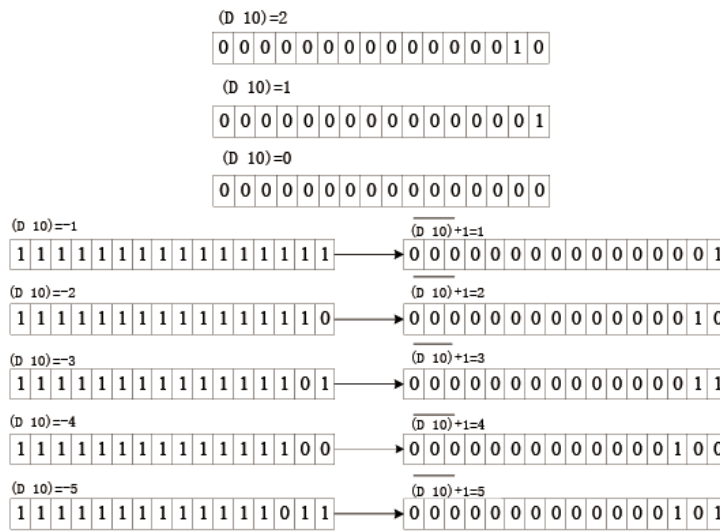 (D 10)=2
0 0 0 0 0 0 0 0 0 0 0 0 0 0 1 0
(D 10)=1
0 0 0 0 0 0 0 0 0 0 0 0 0 0 0 1
(D 10)=0
0 0 0 0 0 0 0 0 0 0 0 0 0 0 0 0
(D 10)=-1
(D 10)+1=1
1 1 1 1 1 1 1 1 1 1 1 1 1 1 1 1
0 0 0 0 0 0 0 0 0 0 0 0 0 0 0 1
(D 10)=-2
(D 10)+1=2
1 1 1 1 1 1 1 1 1 1 1 1 1 1 1 0
0 0 0 0 0 0 0 0 0 0 0 0 0 0 1 0
(D 10)=-3
(D 10)+1=3
1 1 1 1 1 1 1 1 1 1 1 1 1 1 0 1
0 0 0 0 0 0 0 0 0 0 0 0 0 0 1 1
(D 10)=-4
(D 10)+1=4
1 1 1 1 1 1 1 1 1 1 1 1 1 1 0 0
0 0 0 0 0 0 0 0 0 0 0 0 0 1 0 0
(D 10)=-5
(D 10)+1=5
1 1 1 1 1 1 1 1 1 1 1 1 1 0 1 1
0 0 0 0 0 0 0 0 0 0 0 0 0 1 0 1